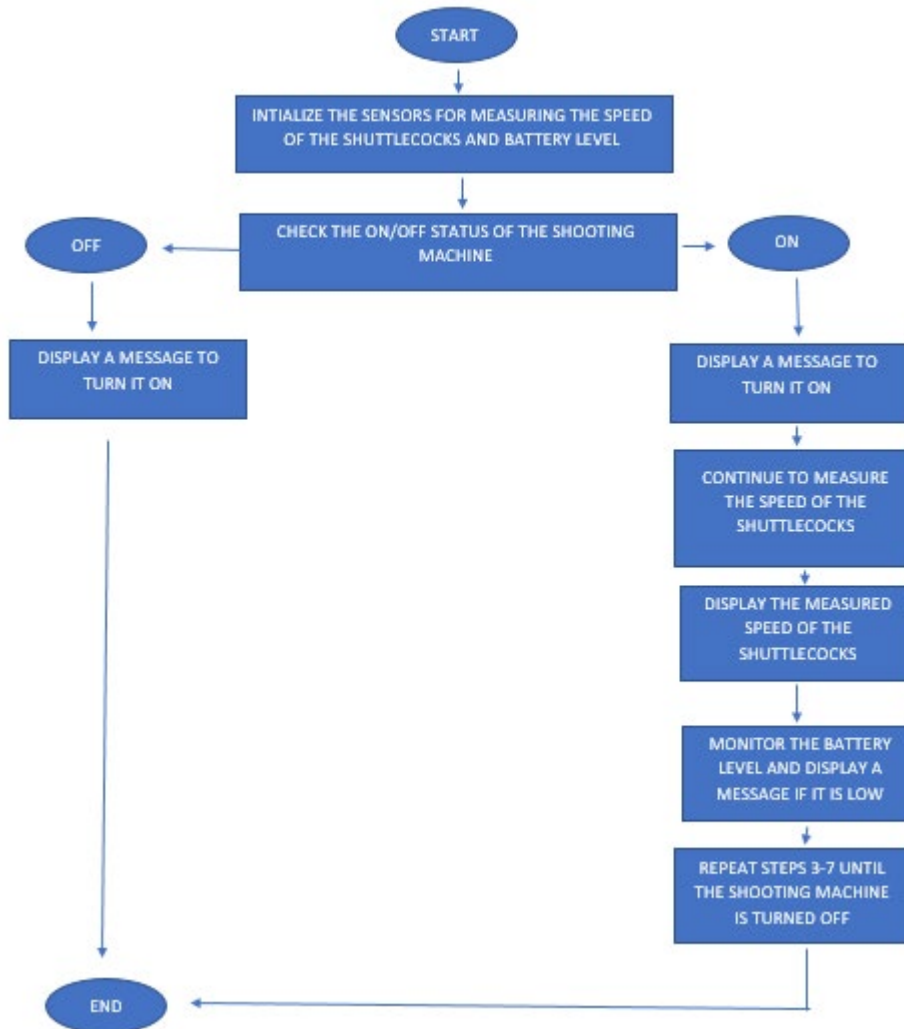 START
INTIALIZE THE SENSORS FOR MEASURING THE SPEED
OF THE SHUTTLECOCKS AND BATTERY LEVEL
OFF
CHECK THE ON/OFF STATUS OF THE SHOOTING
MACHINE
ON
DISPLAY A MESSAGE TO
TURN IT ON
DISPLAY A MESSAGE TO
TURN IT ON
CONTINUE TO MEASURE
THE SPEED OF THE
SHUTTLECOCKS
DISPLAY THE MEASURED
SPEED OF THE
SHUTTLECOCKS
MONITOR THE BATTERY
LEVEL AND DISPLAY A
MESSAGE IF IT IS LOW
REPEAT STEPS 3-7 UNTIL
THE SHOOTING MACHINE
IS TURNED OFF
END